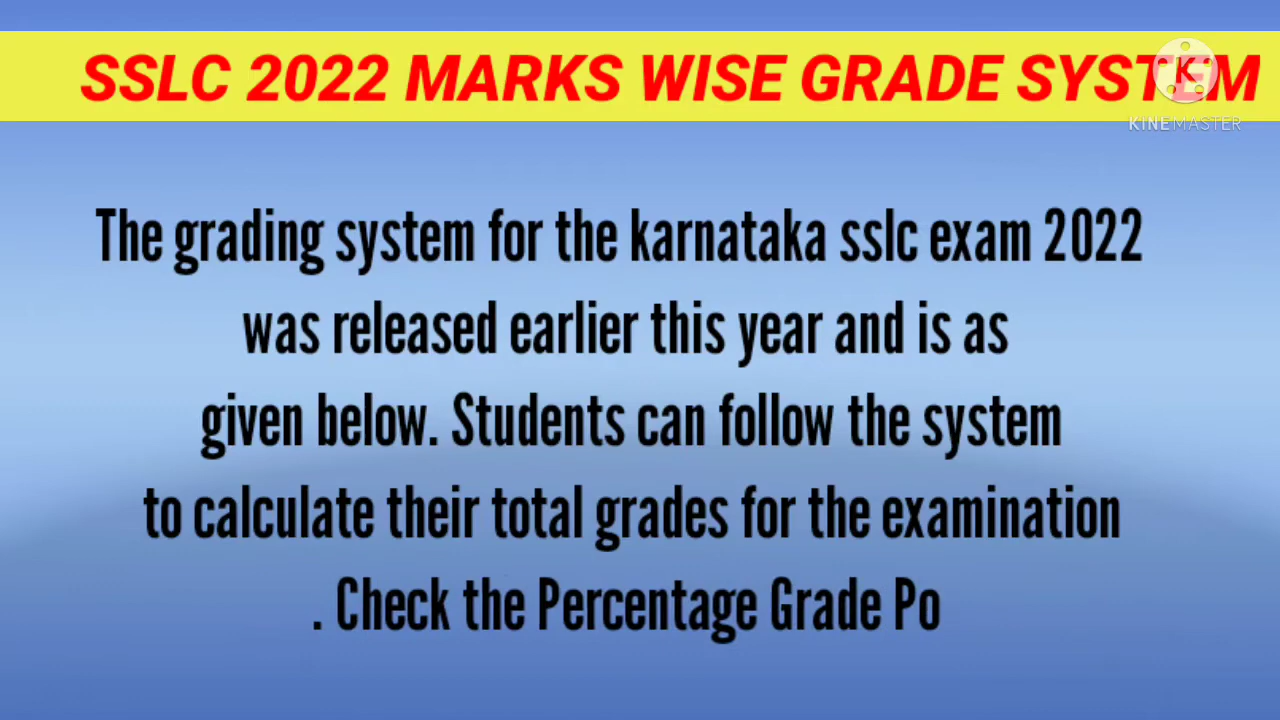 SSLC 2022 MARKS WISE GRADE SYSTEM
K
KINEMASTER
The grading system for the karnataka sslc exam 2022
was released earlier this year and is as
given below. Students can follow the system
to calculate their total grades for the examination
. Check the Percentage Grade Po